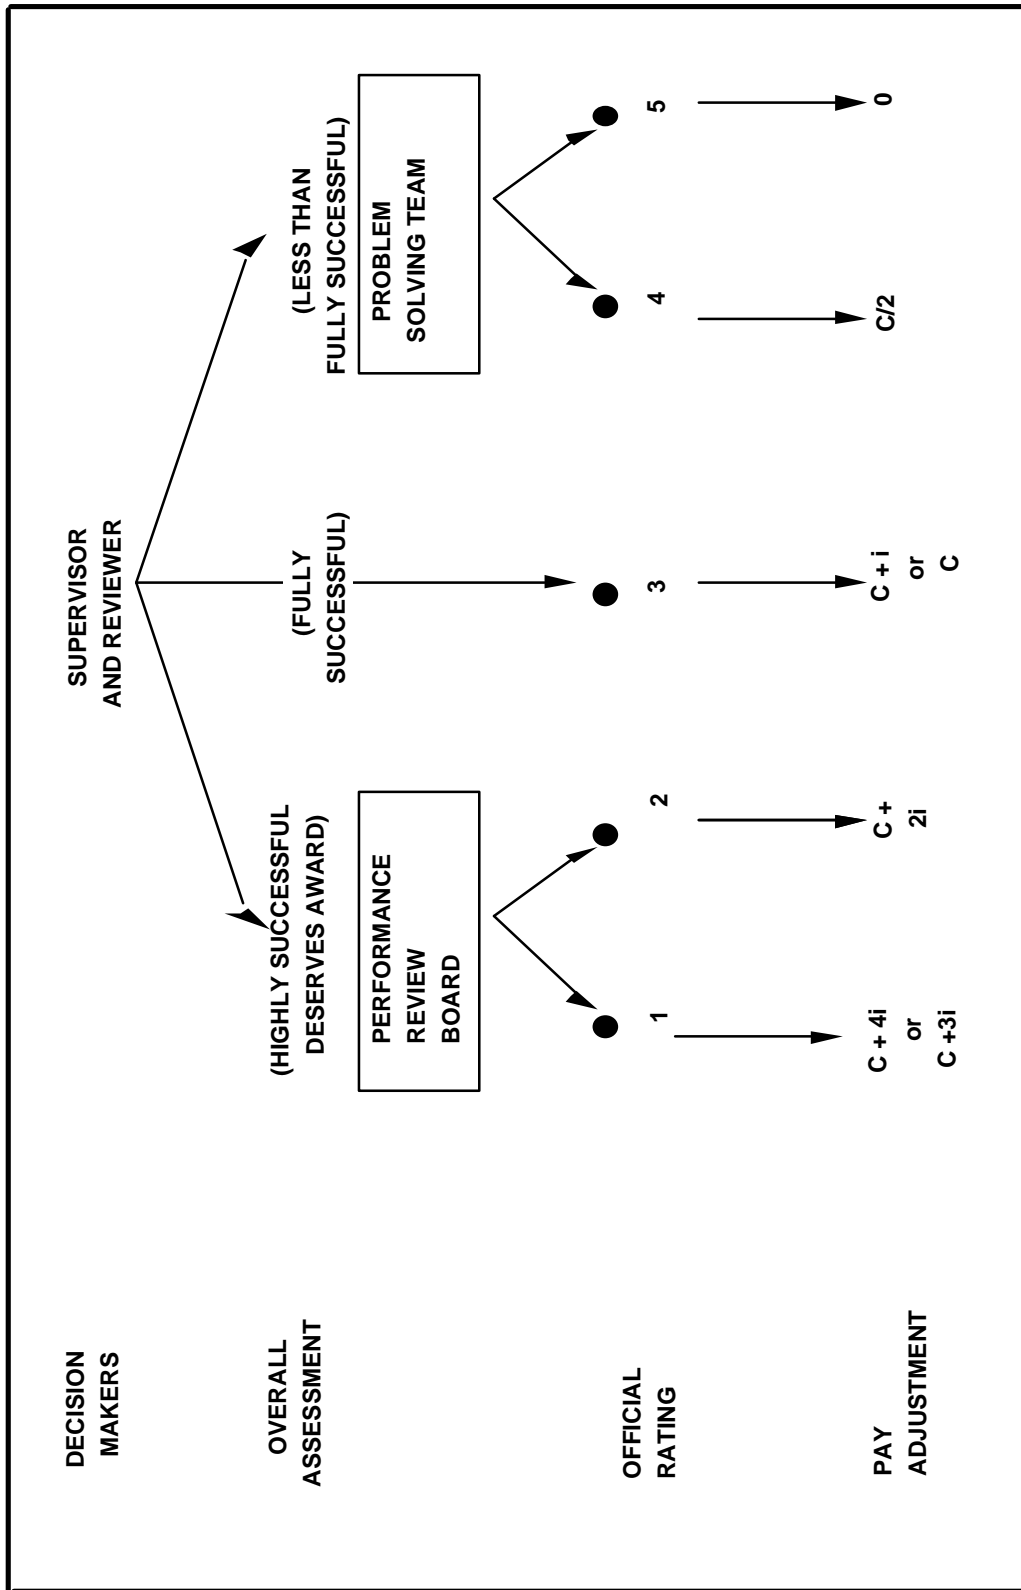 DECISION
MAKERS
SUPERVISOR
AND REVIEWER
OVERALL
ASSESSMENT
(HIGHLY SUCCESSFUL
DESERVES AWARD)
(FULLY
SUCCESSFUL)
(LESS THAN
FULLY SUCCESSFUL)
PERFORMANCE
REVIEW
BOARD
PROBLEM
SOLVING TEAM
OFFICIAL
RATING
1
2
3
4
5
PAY
ADJUSTMENT
C + 4i
or
C +3i
C +
2i
C + i
or
C
C/2
0